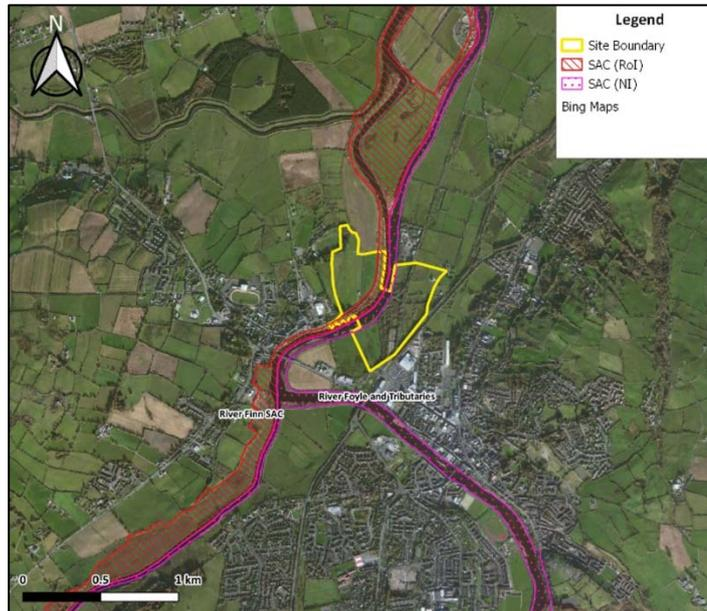 N
Legend
Site Boundary
SAC (RoI)
SAC (NI)
Bing Maps
River Foyle and Tributaries
River Finn SAC
0 0.5 1 km